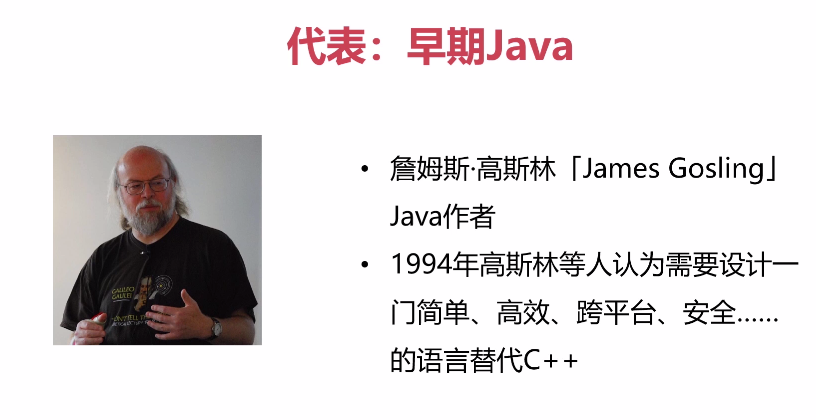 代表：早期Java
• 詹姆斯·高斯林「James Gosling」
Java作者
• 1994年高斯林等人认为需要设计一
门简单、高效、跨平台、安全……
的语言替代C++
GALILEO
GALILEI